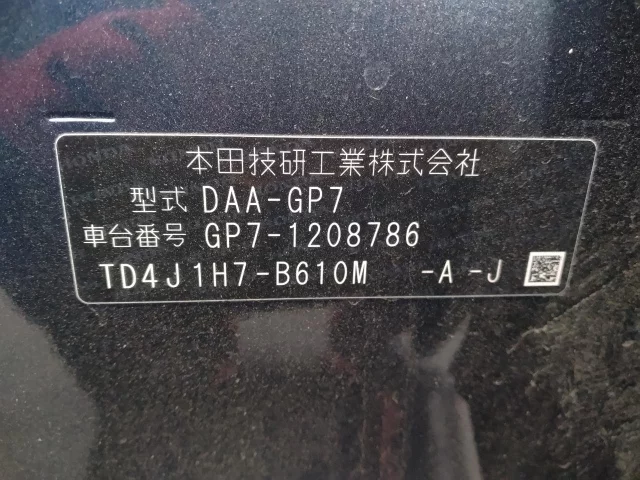 本田技研工業株式会社
型式 DAA-GP7
車台番号 GP7-1208786
TD4J1H7-B610M -A -J